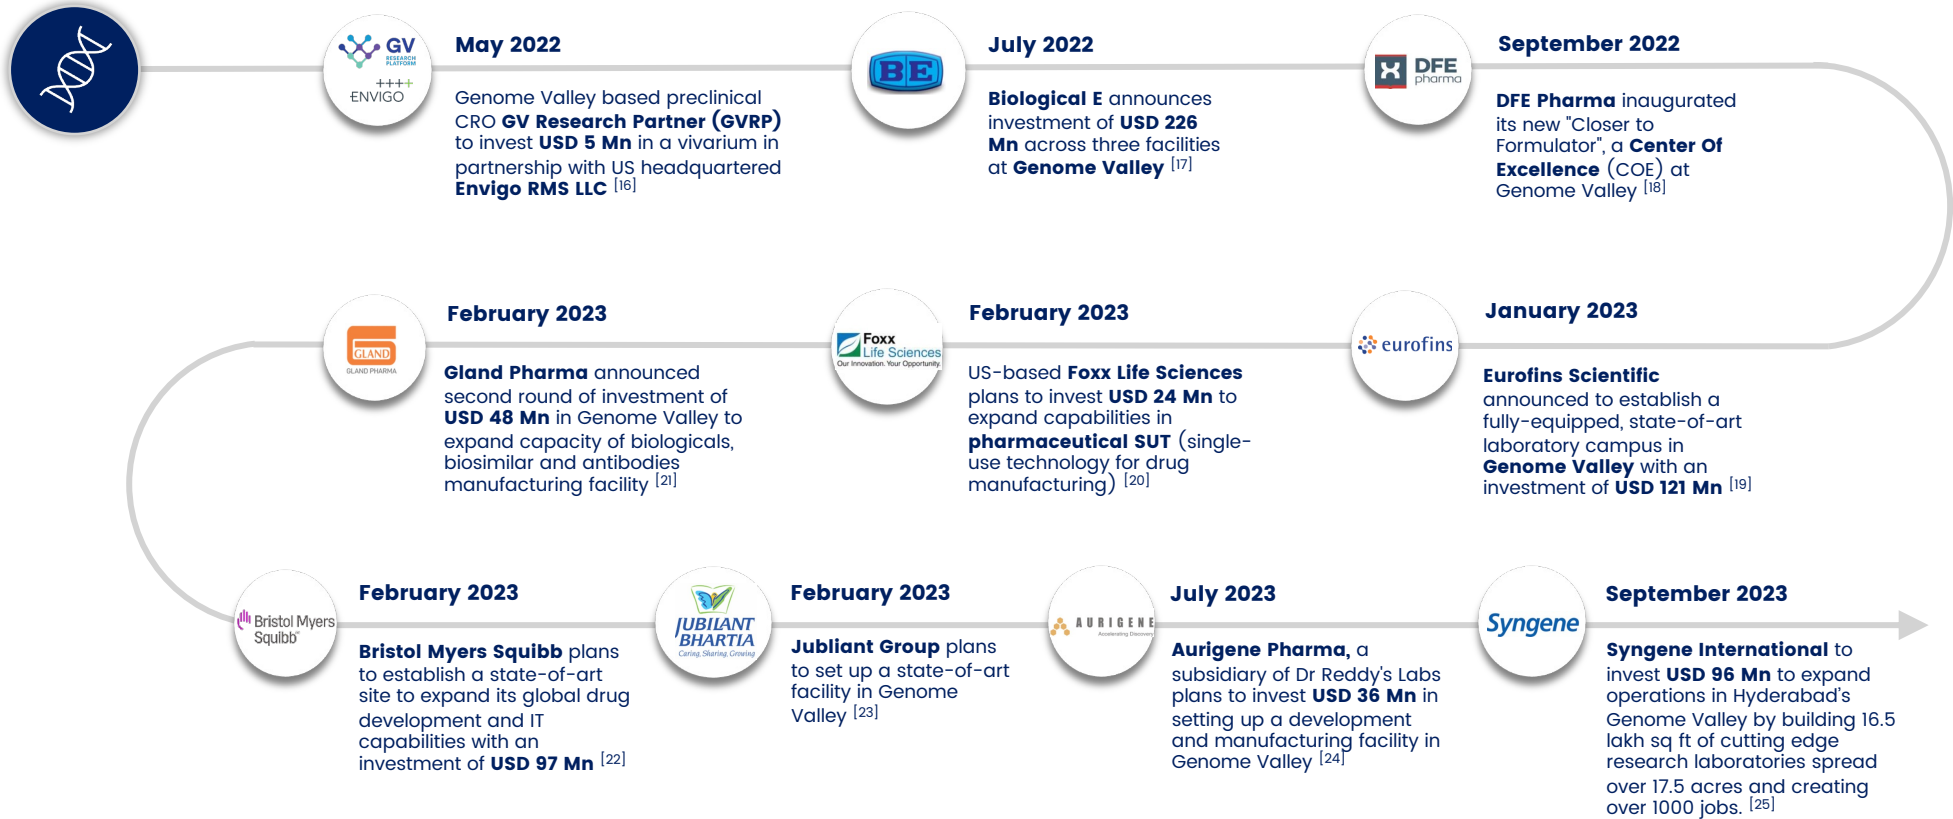 GV
RESEARCH
PLATFORM
++++
ENVIGO
May 2022
Genome Valley based preclinical
CRO GV Research Partner (GVRP)
to invest USD 5 Mn in a vivarium in
partnership with US headquartered
Envigo RMS LLC [16]
BE
July 2022
Biological E announces
investment of USD 226
Mn across three facilities
at Genome Valley [17]
DFE
pharma
September 2022
DFE Pharma inaugurated
its new "Closer to
Formulator", a Center Of
Excellence (COE) at
Genome Valley [18]
GLAND
GLAND PHARMA
February 2023
Gland Pharma announced
second round of investment of
USD 48 Mn in Genome Valley to
expand capacity of biologicals,
biosimilar and antibodies
manufacturing facility [21]
Foxx
Life Sciences
Our Innovation. Your Opportunity.
February 2023
US-based Foxx Life Sciences
plans to invest USD 24 Mn to
expand capabilities in
pharmaceutical SUT (single-
use technology for drug
manufacturing) [20]
eurofins
January 2023
Eurofins Scientific
announced to establish a
fully-equipped, state-of-art
laboratory campus in
Genome Valley with an
investment of USD 121 Mn [19]
Bristol Myers
Squibb™
February 2023
Bristol Myers Squibb plans
to establish a state-of-art
site to expand its global drug
development and IT
capabilities with an
investment of USD 97 Mn [22]
JUBILANT
BHARTIA
Caring, Sharing, Growing
February 2023
Jubliant Group plans
to set up a state-of-art
facility in Genome
Valley [23]
AURIGENE
Accelerating Discovery
July 2023
Aurigene Pharma, a
subsidiary of Dr Reddy's Labs
plans to invest USD 36 Mn in
setting up a development
and manufacturing facility in
Genome Valley [24]
Syngene
September 2023
Syngene International to
invest USD 96 Mn to expand
operations in Hyderabad's
Genome Valley by building 16.5
lakh sq ft of cutting edge
research laboratories spread
over 17.5 acres and creating
over 1000 jobs. [25]